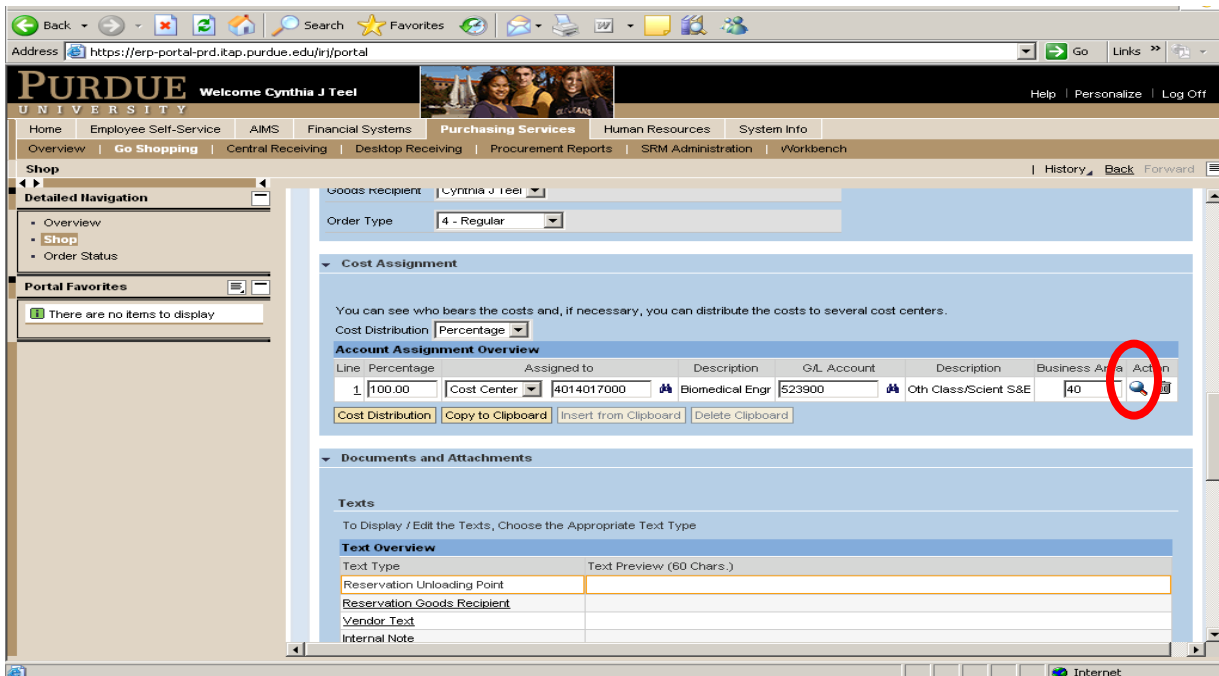 Back Search Favorites
Address https://erp-portal-prd.itap.purdue.edu/irj/portal Go Links »
PURDUE
UNIVERSITY
Welcome Cynthia J Teel
Help | Personalize | Log Off
Home Employee Self-Service AIMS Financial Systems Purchasing Services Human Resources System Info
Overview | Go Shopping | Central Receiving | Desktop Receiving | Procurement Reports | SRM Administration | Workbench
Shop | History Back Forward
Detailed Navigation
Overview
Shop
Order Status
Portal Favorites
There are no items to display
Goods Recipient Cynthia J Teel
Order Type 4 - Regular
Cost Assignment
You can see who bears the costs and, if necessary, you can distribute the costs to several cost centers.
Cost Distribution Percentage
Account Assignment Overview
Line Percentage Assigned to Description G/L Account Description Business Area Action
1 100.00 Cost Center 4014017000 Biomedical Engr 523900 Oth Class/Scient S&E 40
Cost Distribution Copy to Clipboard Insert from Clipboard Delete Clipboard
Documents and Attachments
Texts
To Display / Edit the Texts, Choose the Appropriate Text Type
Text Overview
Text Type Text Preview (60 Chars.)
Reservation Unloading Point
Reservation Goods Recipient
Vendor Text
Internal Note
Internet